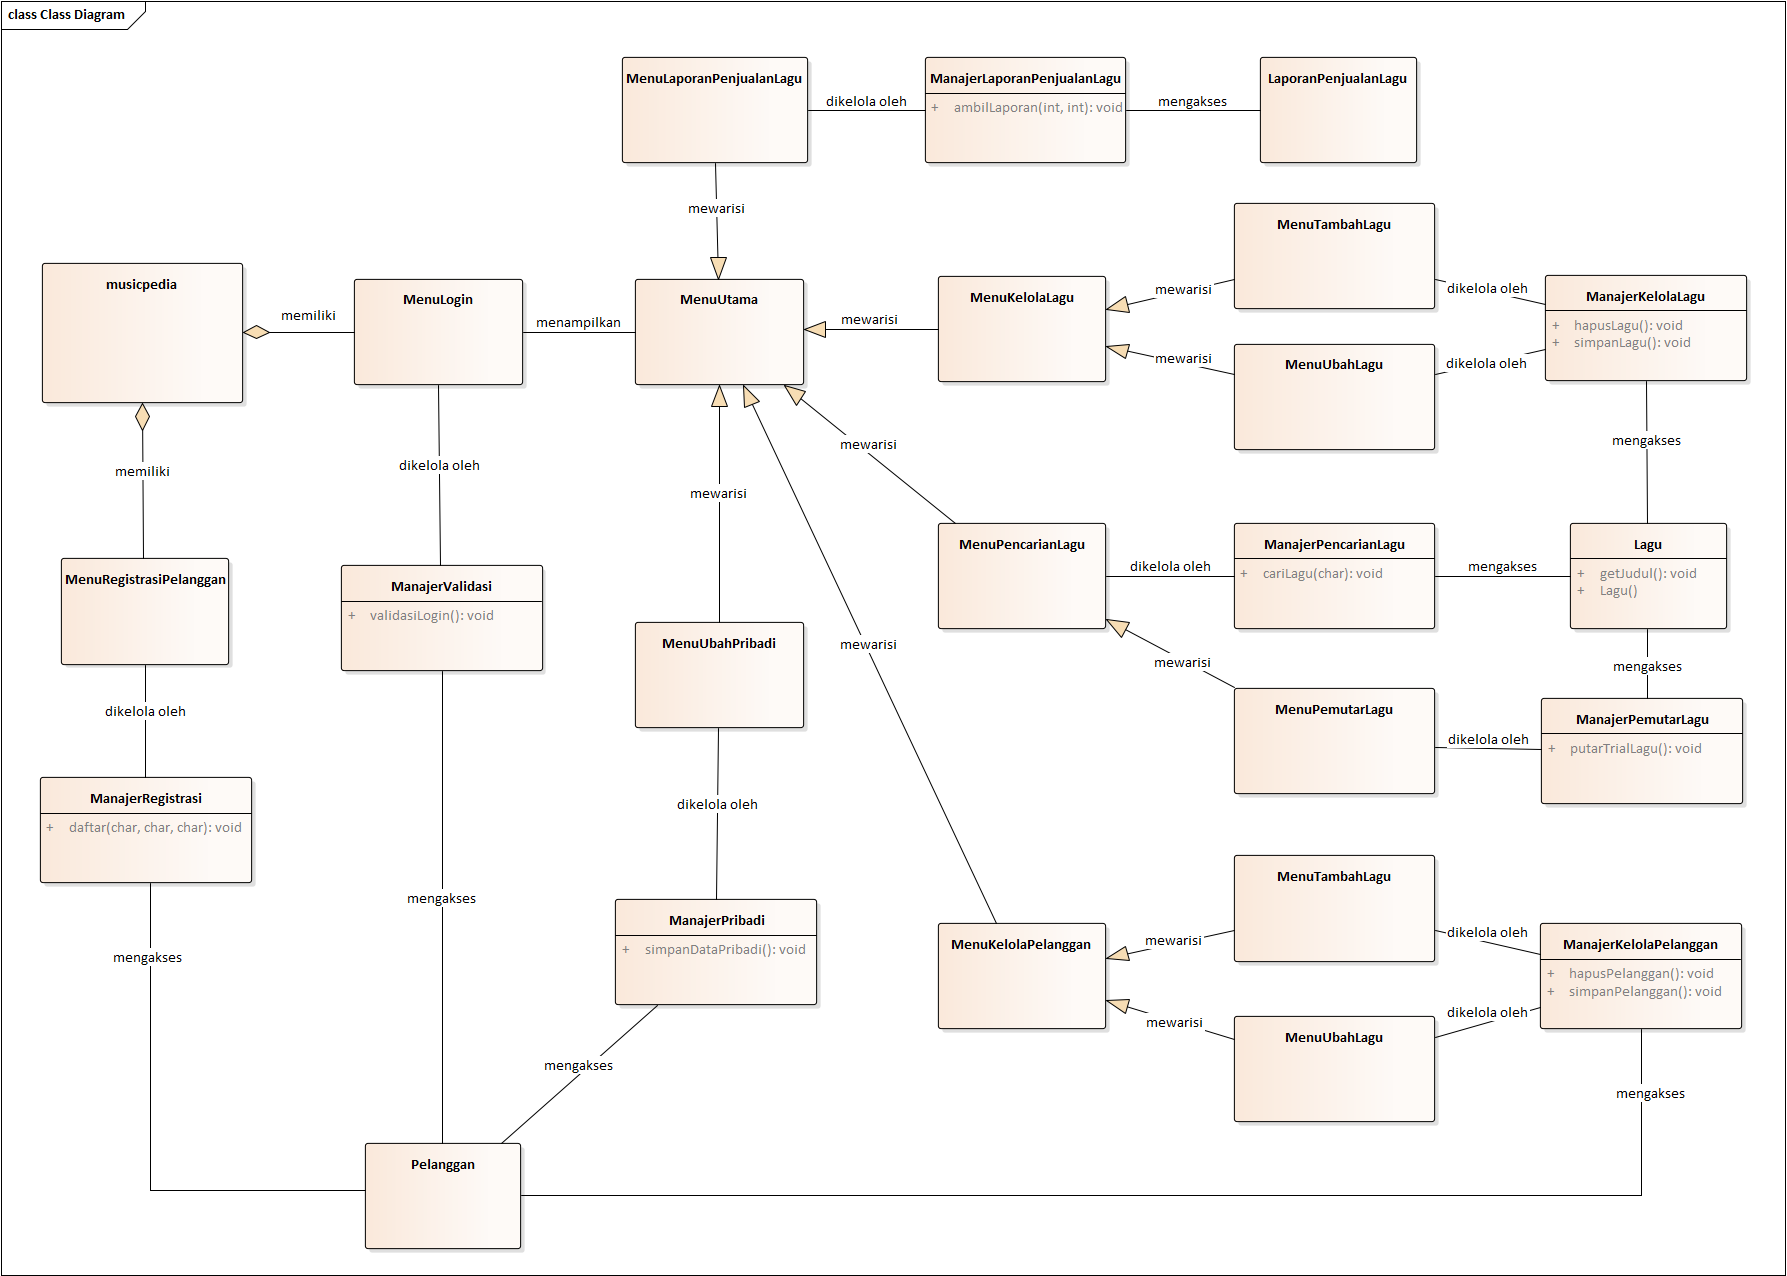 class Class Diagram
MenuLaporanPenjualanLagu
dikelola oleh
ManajerLaporanPenjualanLagu
+ ambilLaporan(int, int): void
mengakses
LaporanPenjualanLagu
mewarisi
musicpedia
memiliki
MenuLogin
menampilkan
MenuUtama
mewarisi
MenuKelolaLagu
mewarisi
MenuTambahLagu
dikelola oleh
ManajerKelolaLagu
+ hapusLagu(): void
+ simpanLagu(): void
mewarisi
MenuUbahLagu
dikelola oleh
mengakses
memiliki
MenuRegistrasiPelanggan
dikelola oleh
ManajerRegistrasi
+ daftar(char, char, char): void
mengakses
dikelola oleh
ManajerValidasi
+ validasiLogin(): void
mengakses
mewarisi
MenuUbahPribadi
dikelola oleh
ManajerPribadi
+ simpanDataPribadi(): void
mengakses
Pelanggan
mewarisi
MenuPencarianLagu
dikelola oleh
ManajerPencarianLagu
+ cariLagu(char): void
mengakses
Lagu
+ getJudul(): void
+ Lagu()
mewarisi
MenuPemutarLagu
dikelola oleh
mengakses
ManajerPemutarLagu
+ putarTrialLagu(): void
mewarisi
MenuKelolaPelanggan
mewarisi
MenuTambahLagu
dikelola oleh
ManajerKelolaPelanggan
+ hapusPelanggan(): void
+ simpanPelanggan(): void
mewarisi
MenuUbahLagu
dikelola oleh
mengakses